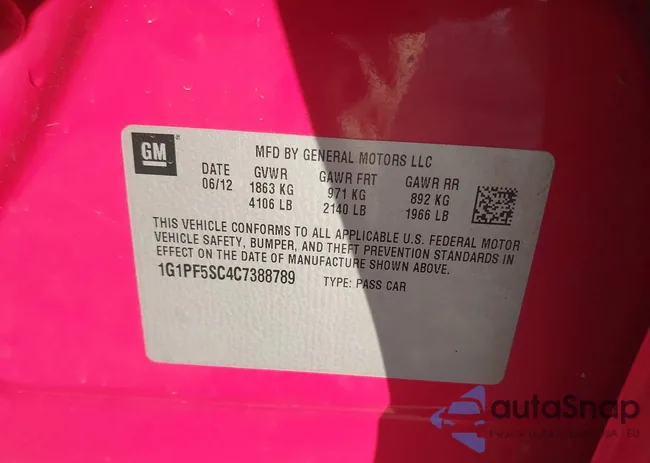 GM
MFD BY GENERAL MOTORS LLC
DATE GVWR GAWR FRT GAWR RR
06/12 1863 KG 971 KG 892 KG
4106 LB 2140 LB 1966 LB
THIS VEHICLE CONFORMS TO ALL APPLICABLE U.S. FEDERAL MOTOR
VEHICLE SAFETY, BUMPER, AND THEFT PREVENTION STANDARDS IN
EFFECT ON THE DATE OF MANUFACTURE SHOWN ABOVE.
1G1PF5SC4C7388789 TYPE: PASS CAR
autaSnap